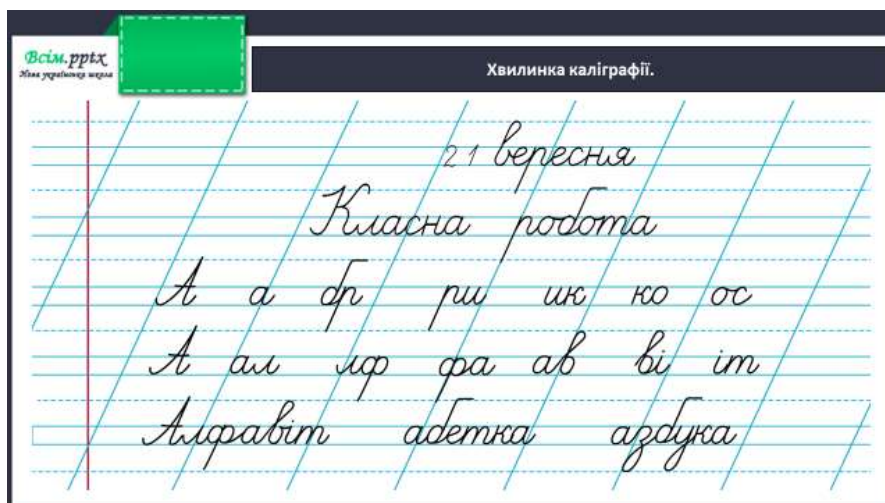 Всім.pptx
Нова українська школа
Хвилинка каліграфії.
21 вересня
Класна робота
А а бр ри ик ко ос
А ал лф фа ав ві іт
Алфавіт абетка азбука